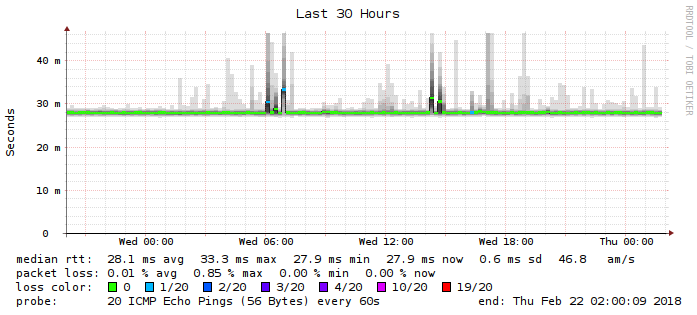 Last 30 Hours
RRDTOOL / TOBI OETIKER
Seconds
40 m
30 m
20 m
10 m
0
Wed 00:00 Wed 06:00 Wed 12:00 Wed 18:00 Thu 00:00
median rtt: 28.1 ms avg 33.3 ms max 27.9 ms min 27.9 ms now 0.6 ms sd 46.8 am/s
packet loss: 0.01 % avg 0.85 % max 0.00 % min 0.00 % now
loss color: 0 1/20 2/20 3/20 4/20 10/20 19/20
probe: 20 ICMP Echo Pings (56 Bytes) every 60s end: Thu Feb 22 02:00:09 2018